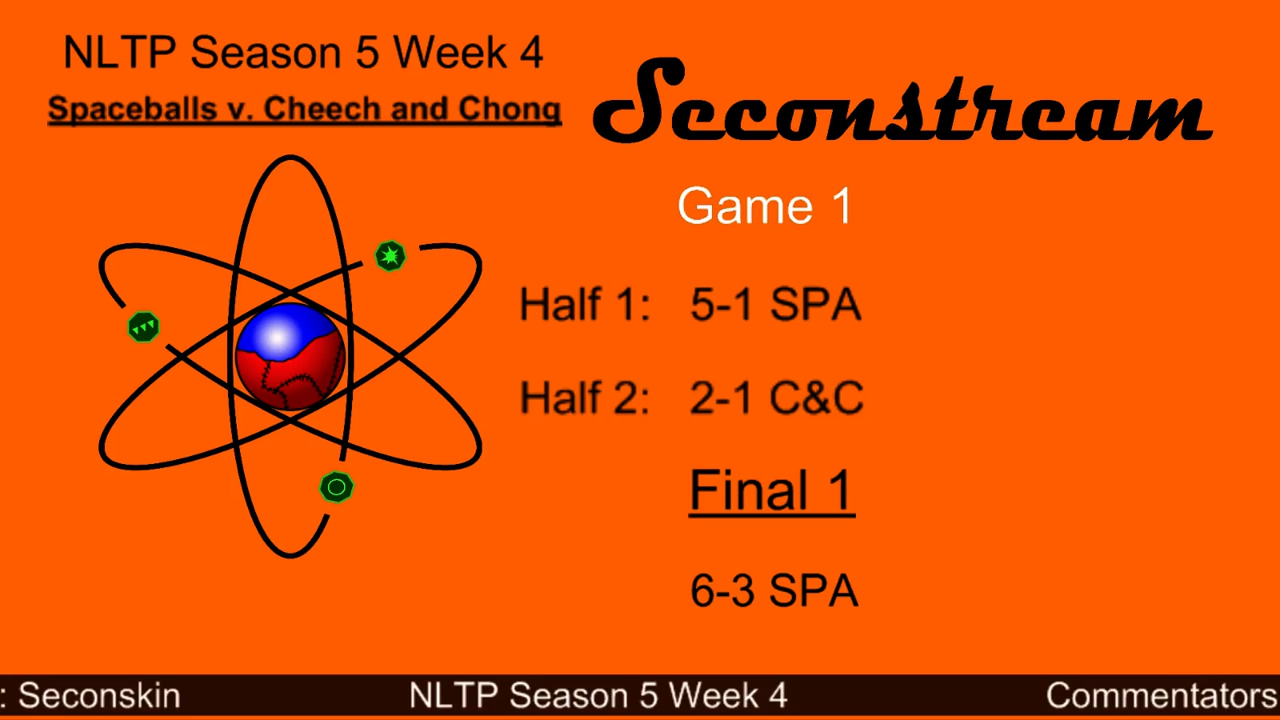 NLTP Season 5 Week 4
Spaceballs v. Cheech and Chong
Seconstream
Game 1
Half 1: 5-1 SPA
Half 2: 2-1 C&C
Final 1
6-3 SPA
: Seconskin NLTP Season 5 Week 4 Commentators